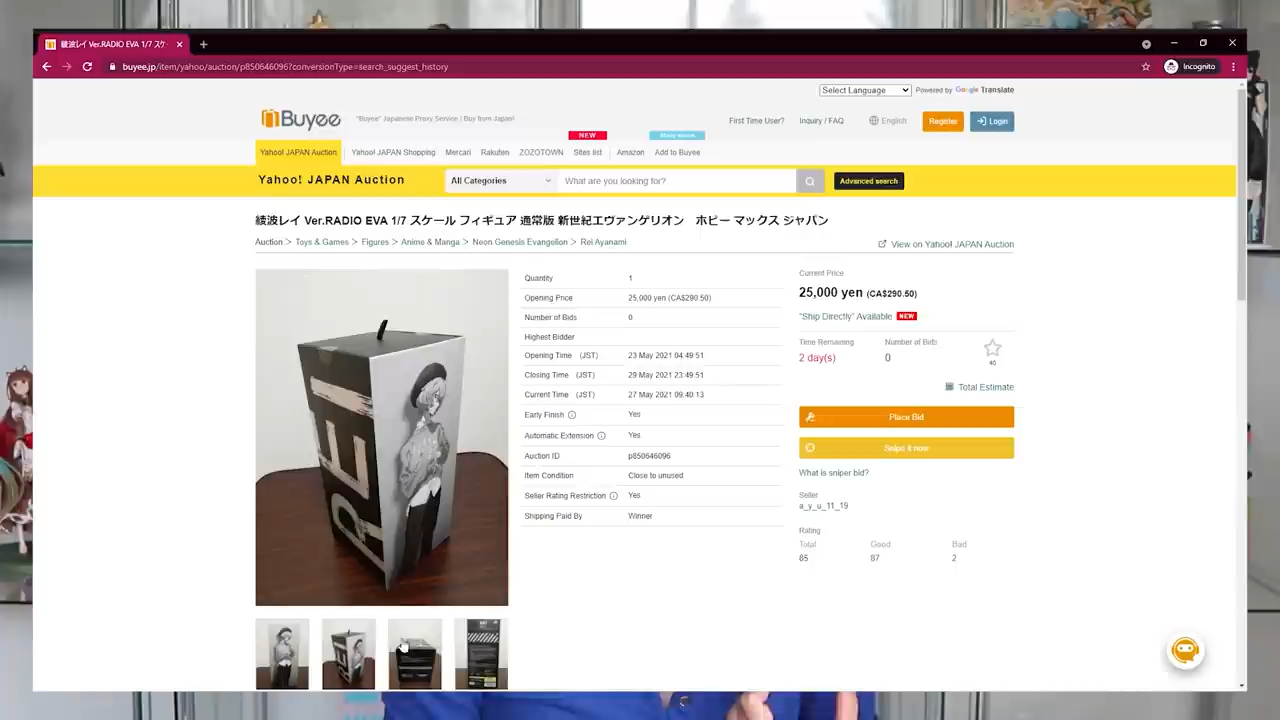 綾波レイ Ver.RADIO EVA 1/7 スケ
buyee.jp/item/yahoo/auction/p850646096?conversionType=search_suggest_history
Incognito
Select Language
Powered by Google Translate
Buyee
"Buyee" Japanese Proxy Service | Buy from Japan!
First Time User?
Inquiry / FAQ
English
Register
Login
NEW
Yahoo! JAPAN Auction
Yahoo! JAPAN Shopping
Mercari
Rakuten
ZOZOTOWN
Sites list
Amazon
Add to Buyee
Yahoo! JAPAN Auction
All Categories
What are you looking for?
Advanced search
綾波レイ Ver.RADIO EVA 1/7 スケール フィギュア 通常版 新世紀エヴァンゲリオン　ホビー マックス ジャパン
Auction > Toys & Games > Figures > Anime & Manga > Neon Genesis Evangelion > Rei Ayanami
View on Yahoo! JAPAN Auction
Quantity 1
Opening Price 25,000 yen (CA$290.50)
Number of Bids 0
Highest Bidder
Opening Time (JST) 23 May 2021 04:49:51
Closing Time (JST) 29 May 2021 23:49:51
Current Time (JST) 27 May 2021 09:40:13
Early Finish Yes
Automatic Extension Yes
Auction ID p850646096
Item Condition Close to unused
Seller Rating Restriction Yes
Shipping Paid By Winner
Current Price
25,000 yen (CA$290.50)
"Ship Directly" Available NEW
Time Remaining
Number of Bids
2 day(s)
0
40
Total Estimate
Place Bid
Snipe it now
What is sniper bid?
Seller
a_y_u_11_19
Rating
Total Good Bad
85 87 2